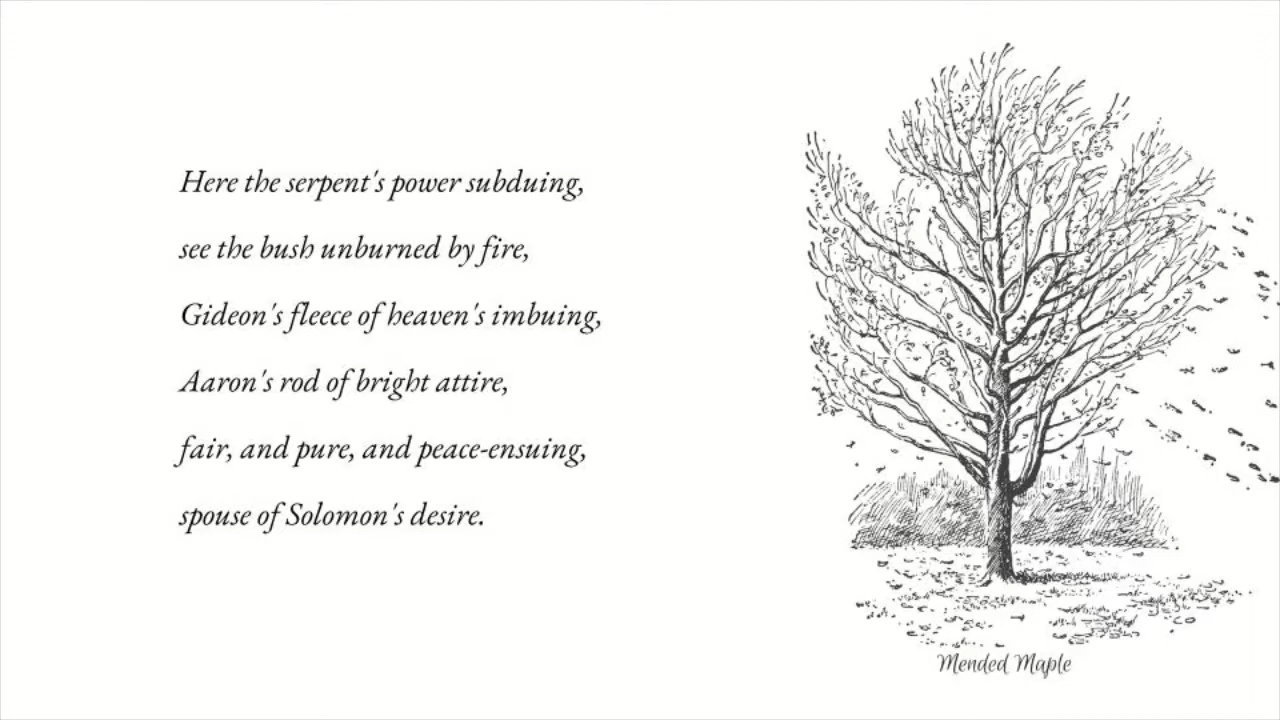 Here the serpent's power subduing,
see the bush unburned by fire,
Gideon's fleece of heaven's imbuing,
Aaron's rod of bright attire,
fair, and pure, and peace-ensuing,
spouse of Solomon's desire.
Mended Maple